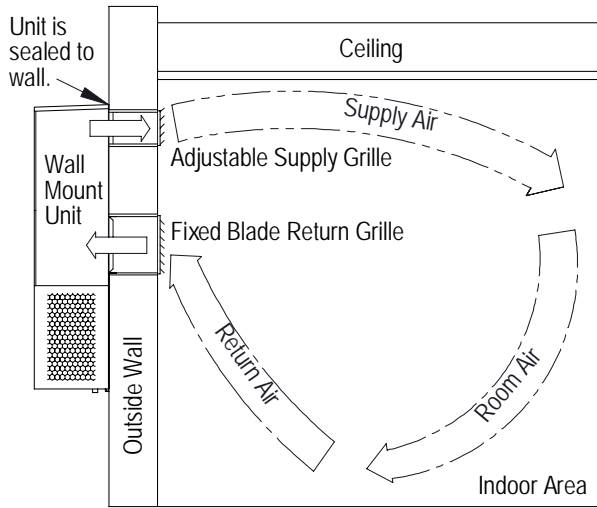 Unit is
sealed to
wall.
Ceiling
Supply Air
Adjustable Supply Grille
Wall
Mount
Unit
Fixed Blade Return Grille
Return Air
Room Air
Outside Wall
Indoor Area